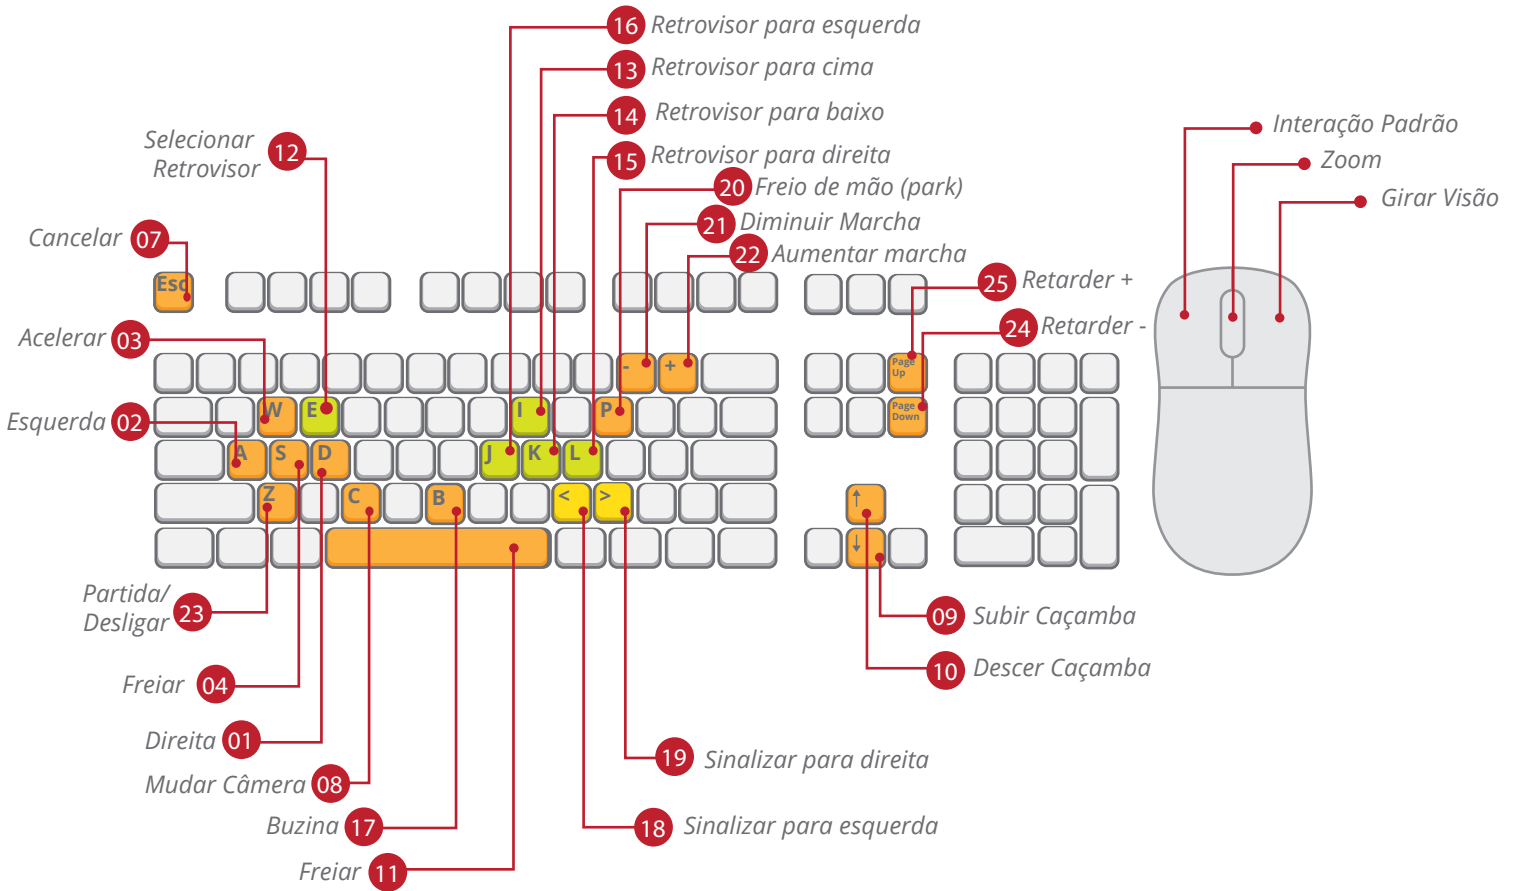 16 Retrovisor para esquerda
13 Retrovisor para cima
14 Retrovisor para baixo
15 Retrovisor para direita
20 Freio de mão (park)
21 Diminuir Marcha
22 Aumentar marcha
25 Retarder +
24 Retarder -
Interação Padrão
Zoom
Girar Visão
Selecionar
Retrovisor 12
Cancelar 07
Acelerar 03
Esquerda 02
Esc
- +
Page
Up
W E I P
Page
Down
A S D J K L
Z C B < >
↑
↓
Partida/
Desligar 23
Freiar 04
Direita 01
Mudar Câmera 08
Buzina 17
Freiar 11
09 Subir Caçamba
10 Descer Caçamba
19 Sinalizar para direita
18 Sinalizar para esquerda